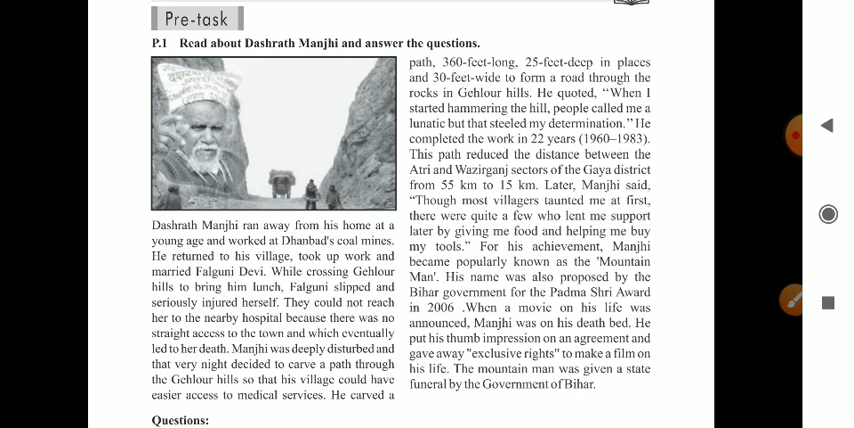 Pre-task
P.1 Read about Dashrath Manjhi and answer the questions.
Dashrath Manjhi ran away from his home at a
young age and worked at Dhanbad's coal mines.
He returned to his village, took up work and
married Falguni Devi. While crossing Gehlour
hills to bring him lunch, Falguni slipped and
seriously injured herself. They could not reach
her to the nearby hospital because there was no
straight access to the town and which eventually
led to her death. Manjhi was deeply disturbed and
that very night decided to carve a path through
the Gehlour hills so that his village could have
easier access to medical services. He carved a
path, 360-feet-long, 25-feet-deep in places
and 30-feet-wide to form a road through the
rocks in Gehlour hills. He quoted, ‘‘When I
started hammering the hill, people called me a
lunatic but that steeled my determination.’’ He
completed the work in 22 years (1960–1983).
This path reduced the distance between the
Atri and Wazirganj sectors of the Gaya district
from 55 km to 15 km. Later, Manjhi said,
“Though most villagers taunted me at first,
there were quite a few who lent me support
later by giving me food and helping me buy
my tools.” For his achievement, Manjhi
became popularly known as the 'Mountain
Man'. His name was also proposed by the
Bihar government for the Padma Shri Award
in 2006 .When a movie on his life was
announced, Manjhi was on his death bed. He
put his thumb impression on an agreement and
gave away "exclusive rights" to make a film on
his life. The mountain man was given a state
funeral by the Government of Bihar.
Questions: